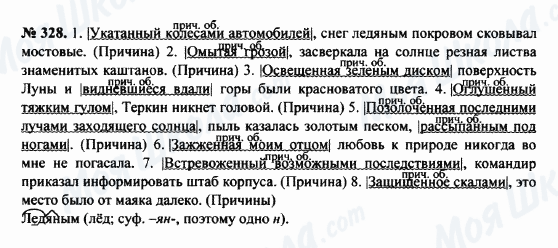 прич. об.
№ 328. 1. |Укатанный колесами автомобилей|, снег ледяным покровом сковывал
прич. об.
мостовые. (Причина) 2. |Омытая грозой|, засверкала на солнце резная листва
прич. об.
знаменитых каштанов. (Причина) 3. |Освещенная зеленым диском| поверхность
прич. об. прич. об.
Луны и |видневшиеся вдали| горы были красноватого цвета. 4. |Оглушенный
прич. об.
тяжким гулом|, Теркин никнет головой. (Причина) 5. |Позолоченная последними
прич. об.
лучами заходящего солнца|, пыль казалась золотым песком, |рассыпанным под
прич. об.
ногами|. (Причина) 6. |Зажженная моим отцом| любовь к природе никогда во
прич. об.
мне не погасала. 7. |Встревоженный возможными последствиями|, командир
прич. об.
приказал информировать штаб корпуса. (Причина) 8. |Защищенное скалами|, это
место было от маяка далеко. (Причины)
Ледяным (лёд; суф. –ян-, поэтому одно н).
МОЯ ШКОЛА